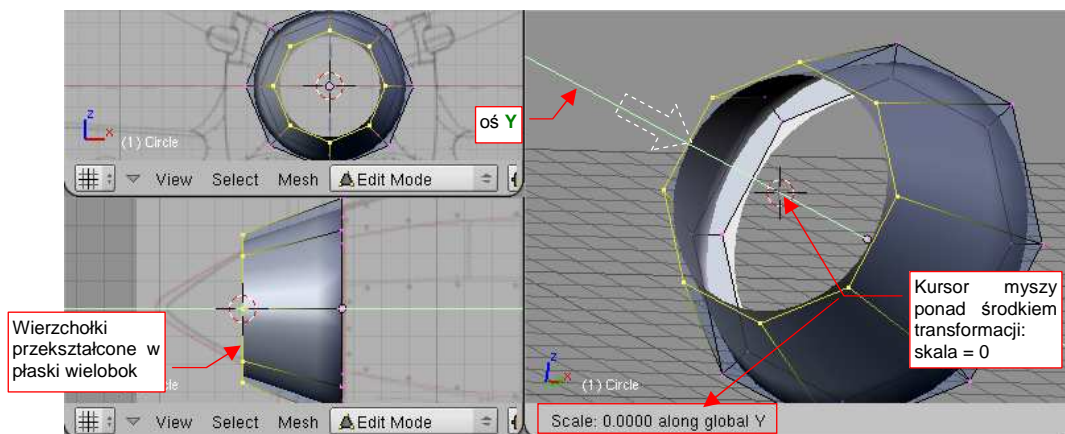 z
x
(1) Circle
View Select Mesh Edit Mode
oś Y
Wierzchołki
przekształcone w
płaski wielobok
Circle
View Select Mesh Edit Mode
Kursor myszy
ponad środkiem
transformacji:
skala = 0
z
x
(1) Circle
Scale: 0.0000 along global Y